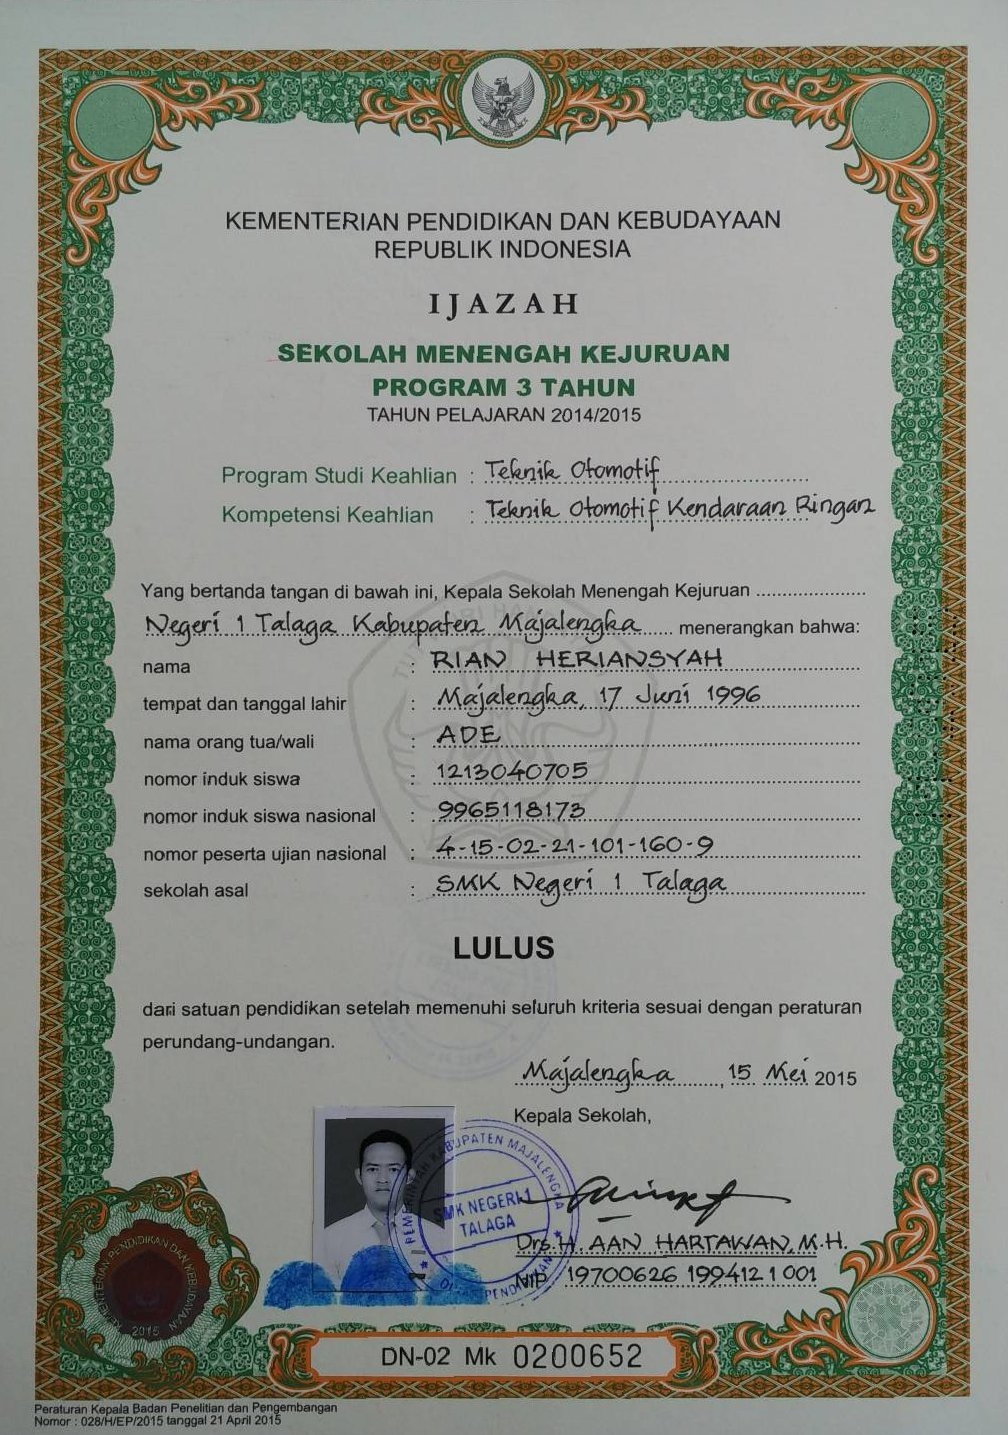 KEMENTERIAN PENDIDIKAN DAN KEBUDAYAAN
REPUBLIK INDONESIA
IJAZAH
SEKOLAH MENENGAH KEJURUAN
PROGRAM 3 TAHUN
TAHUN PELAJARAN 2014/2015
Program Studi Keahlian : Teknik Otomotif
Kompetensi Keahlian : Teknik Otomotif Kendaraan Ringan
Yang bertanda tangan di bawah ini, Kepala Sekolah Menengah Kejuruan ....................
Negeri 1 Talaga Kabupaten Majalengka ...... menerangkan bahwa:
nama : RIAN HERIANSYAH
tempat dan tanggal lahir : Majalengka, 17 Juni 1996
nama orang tua/wali : ADE
nomor induk siswa : 1213040705
nomor induk siswa nasional : 9965118173
nomor peserta ujian nasional : 4-15-02-21-101-160-9
sekolah asal : SMK Negeri 1 Talaga
LULUS
dari satuan pendidikan setelah memenuhi seluruh kriteria sesuai dengan peraturan
perundang-undangan.
Majalengka, 15 Mei 2015
Kepala Sekolah,
PEMERINTAH KABUPATEN MAJALENGKA
SMK NEGERI 1
TALAGA
Drs. H. AAN HARTAWAN, M.H.
NIP. 19700626 199412 1 001
KEMENTERIAN PENDIDIKAN DAN KEBUDAYAAN
2015
DN-02 Mk 0200652
Peraturan Kepala Badan Penelitian dan Pengembangan
Nomor : 028/H/EP/2015 tanggal 21 April 2015